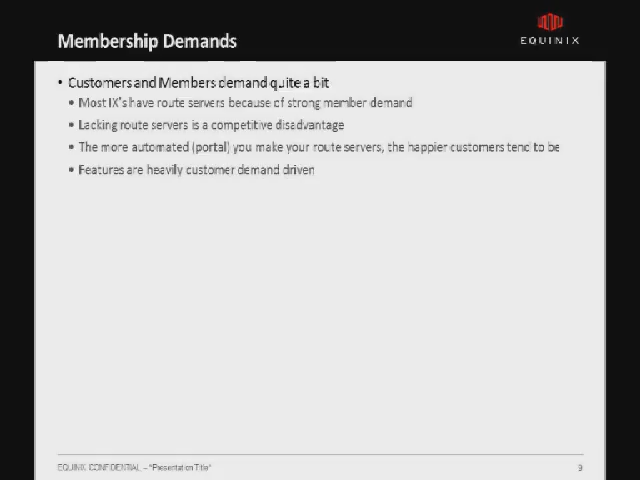 Membership Demands
EQUINIX
• Customers and Members demand quite a bit
• Most IX's have route servers because of strong member demand
• Lacking route servers is a competitive disadvantage
• The more automated (portal) you make your route servers, the happier customers tend to be
• Features are heavily customer demand driven
EQUINIX CONFIDENTIAL – "Presentation Title"
9